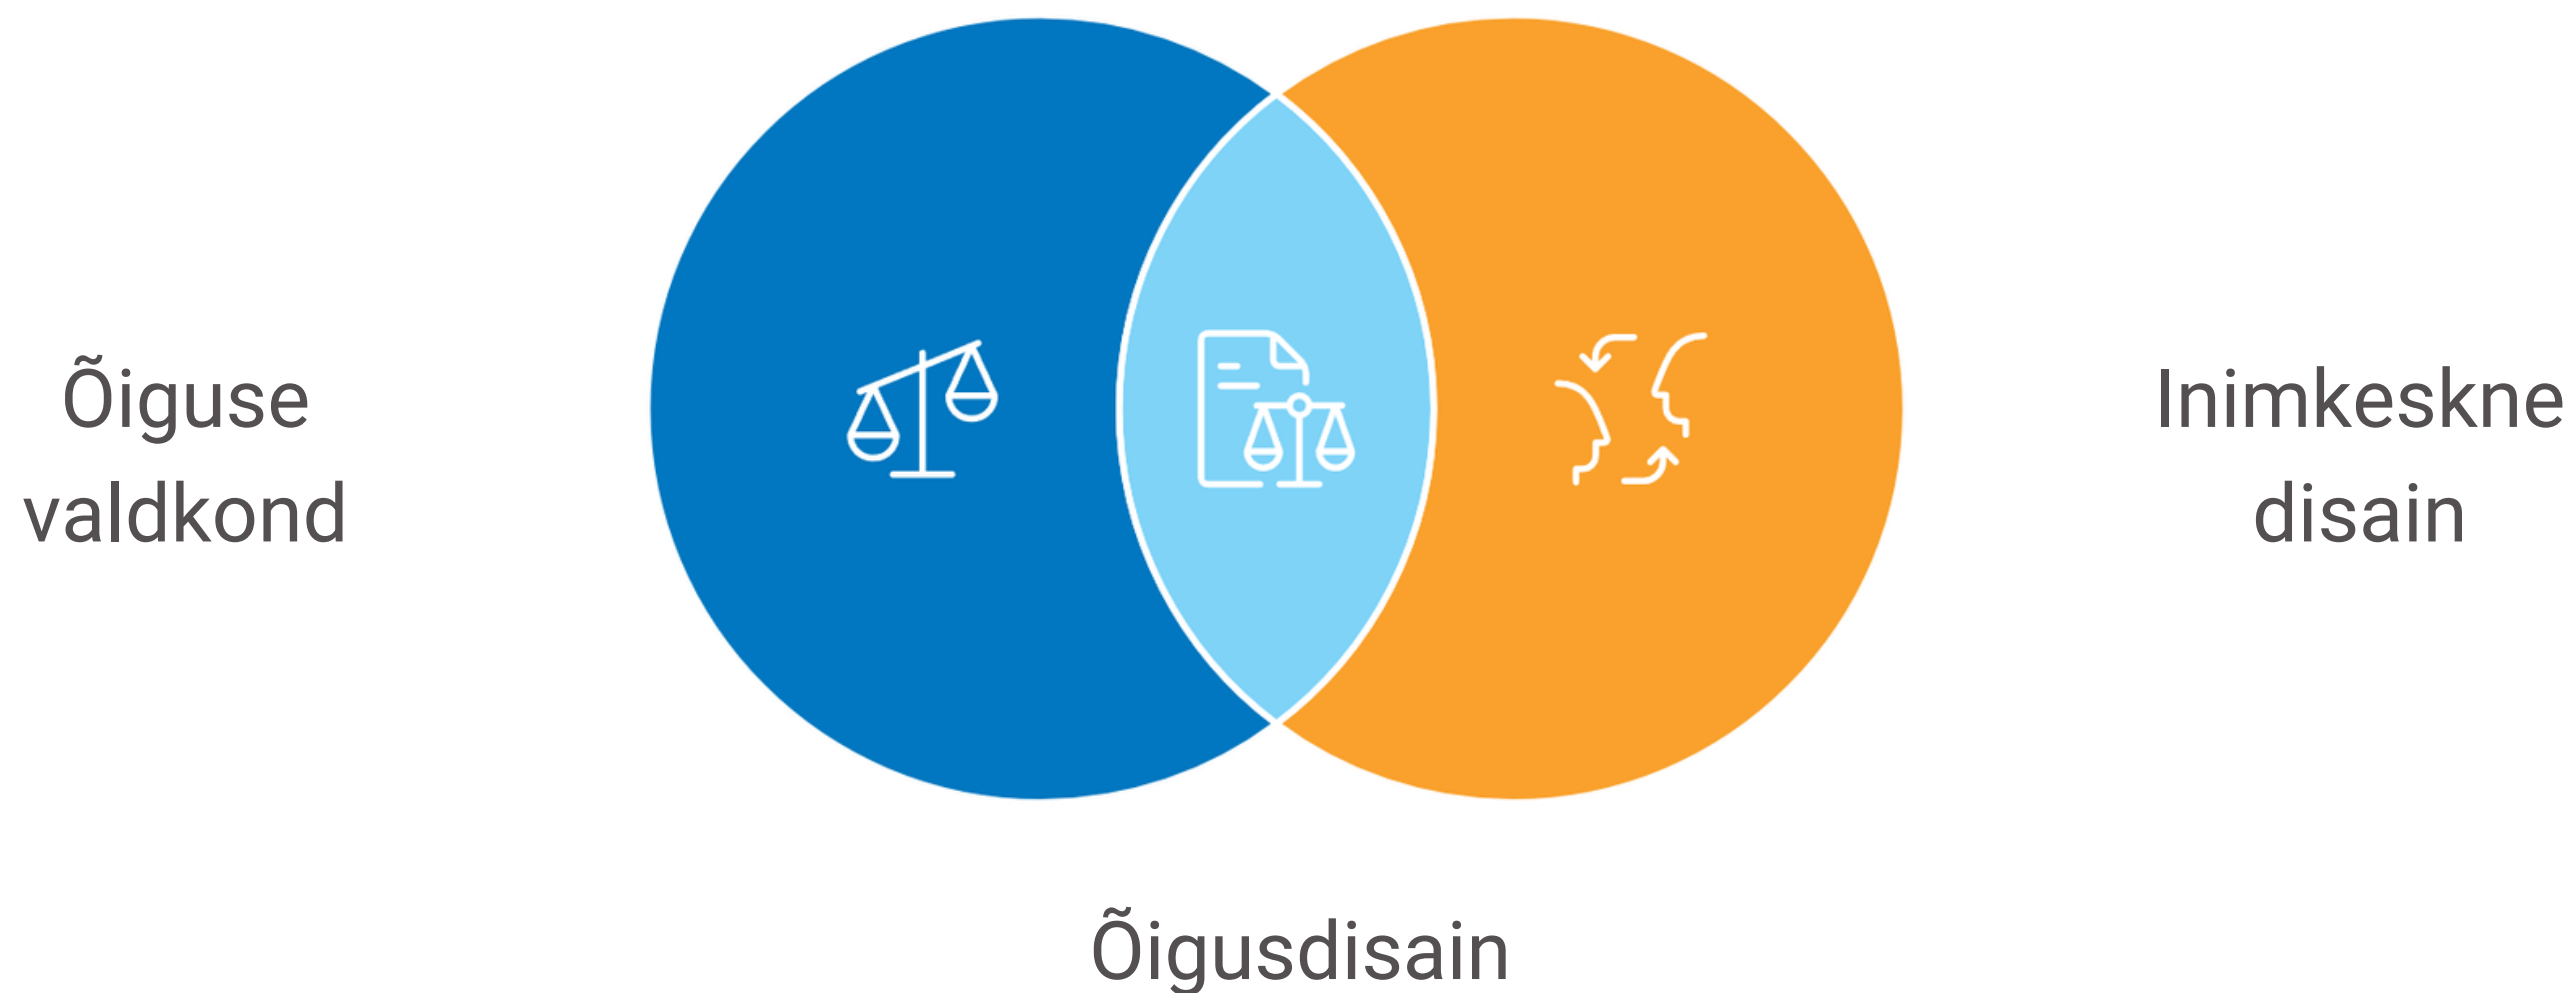 Õiguse
valdkond
Inimkeskne
disain
Õigusdisain